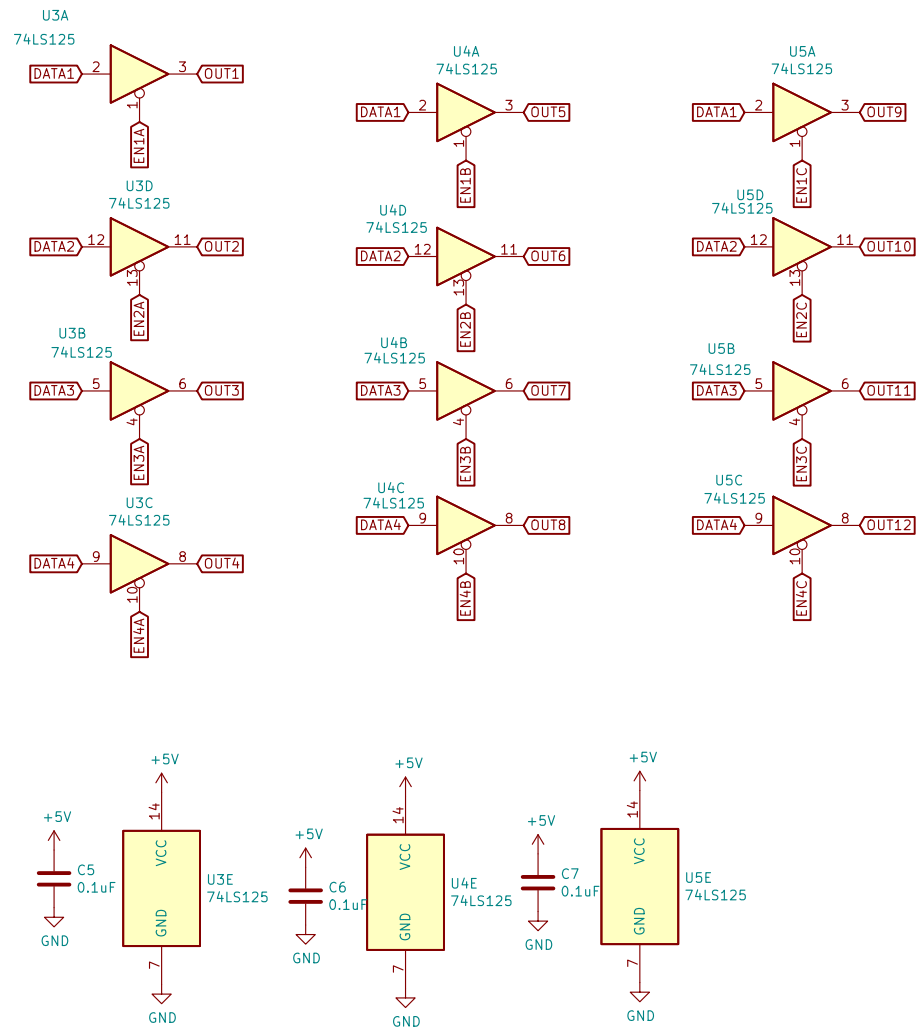 U3A
74LS125
DATA1
2
3
OUT1
1
EN1A
U4A
74LS125
DATA1
2
3
OUT5
1
EN1B
U5A
74LS125
DATA1
2
3
OUT9
1
EN1C
U3D
74LS125
DATA2
12
11
OUT2
13
EN2A
U4D
74LS125
DATA2
12
11
OUT6
13
EN2B
U5D
74LS125
DATA2
12
11
OUT10
13
EN2C
U3B
74LS125
DATA3
5
6
OUT3
4
EN3A
U4B
74LS125
DATA3
5
6
OUT7
4
EN3B
U5B
74LS125
DATA3
5
6
OUT11
4
EN3C
U3C
74LS125
DATA4
9
8
OUT4
10
EN4A
U4C
74LS125
DATA4
9
8
OUT8
10
EN4B
U5C
74LS125
DATA4
9
8
OUT12
10
EN4C
+5V
C5
0.1uF
GND
+5V
14
VCC
GND
U3E
74LS125
7
GND
+5V
C6
0.1uF
GND
+5V
14
VCC
GND
U4E
74LS125
7
GND
+5V
C7
0.1uF
GND
+5V
14
VCC
GND
U5E
74LS125
7
GND